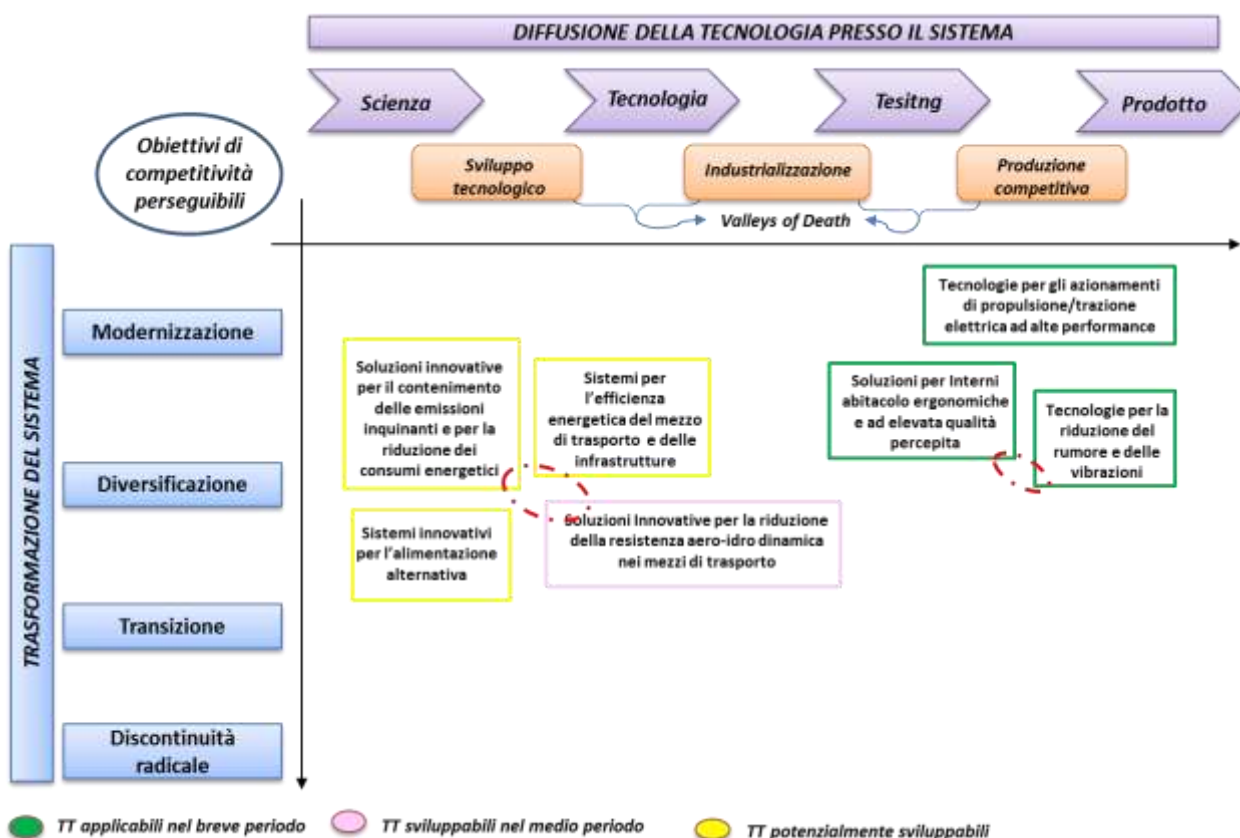 DIFFUSIONE DELLA TECNOLOGIA PRESSO IL SISTEMA
Scienza
Tecnologia
Tesitng
Prodotto
Obiettivi di
competitività
perseguibili
Sviluppo
tecnologico
Industrializzazione
Produzione
competitiva
Valleys of Death
TRASFORMAZIONE DEL SISTEMA
Modernizzazione
Diversificazione
Transizione
Discontinuità
radicale
Tecnologie per gli azionamenti
di propulsione/trazione
elettrica ad alte performance
Soluzioni innovative
per il contenimento
delle emissioni
inquinanti e per la
riduzione dei
consumi energetici
Sistemi per
l'efficienza
energetica del mezzo
di trasporto e delle
infrastrutture
Soluzioni per Interni
abitacolo ergonomiche
e ad elevata qualità
percepita
Tecnologie per la
riduzione del
rumore e delle
vibrazioni
Sistemi innovativi
per l'alimentazione
alternativa
Soluzioni Innovative per la riduzione
della resistenza aero-idro dinamica
nei mezzi di trasporto
TT applicabili nel breve periodo
TT sviluppabili nel medio periodo
TT potenzialmente sviluppabili